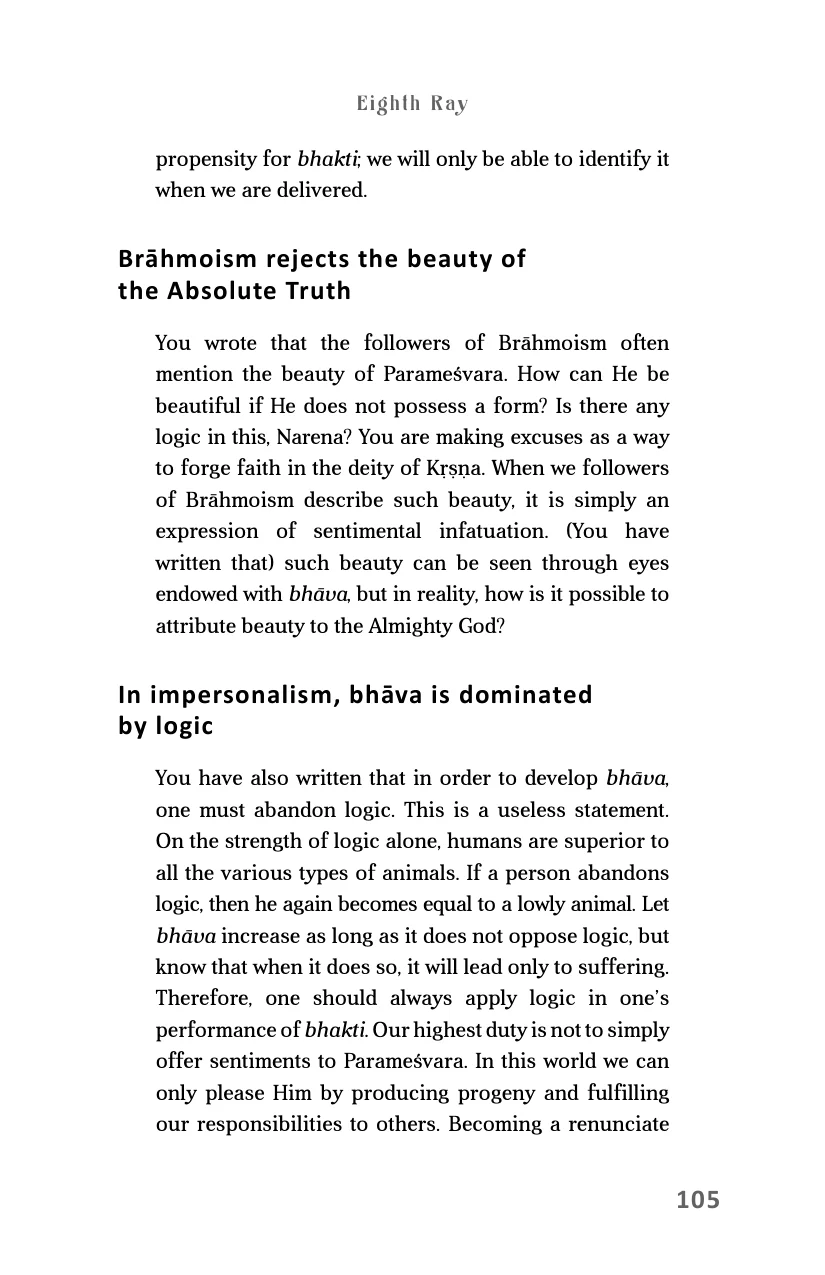 Eighth Ray
propensity for bhakti; we will only be able to identify it
when we are delivered.
Brāhmoism rejects the beauty of
the Absolute Truth
You wrote that the followers of Brāhmoism often
mention the beauty of Parameśvara. How can He be
beautiful if He does not possess a form? Is there any
logic in this, Narena? You are making excuses as a way
to forge faith in the deity of Kṛṣṇa. When we followers
of Brāhmoism describe such beauty, it is simply an
expression of sentimental infatuation. (You have
written that) such beauty can be seen through eyes
endowed with bhāva, but in reality, how is it possible to
attribute beauty to the Almighty God?
In impersonalism, bhāva is dominated
by logic
You have also written that in order to develop bhāva,
one must abandon logic. This is a useless statement.
On the strength of logic alone, humans are superior to
all the various types of animals. If a person abandons
logic, then he again becomes equal to a lowly animal. Let
bhāva increase as long as it does not oppose logic, but
know that when it does so, it will lead only to suffering.
Therefore, one should always apply logic in one’s
performance of bhakti. Our highest duty is not to simply
offer sentiments to Parameśvara. In this world we can
only please Him by producing progeny and fulfilling
our responsibilities to others. Becoming a renunciate
105